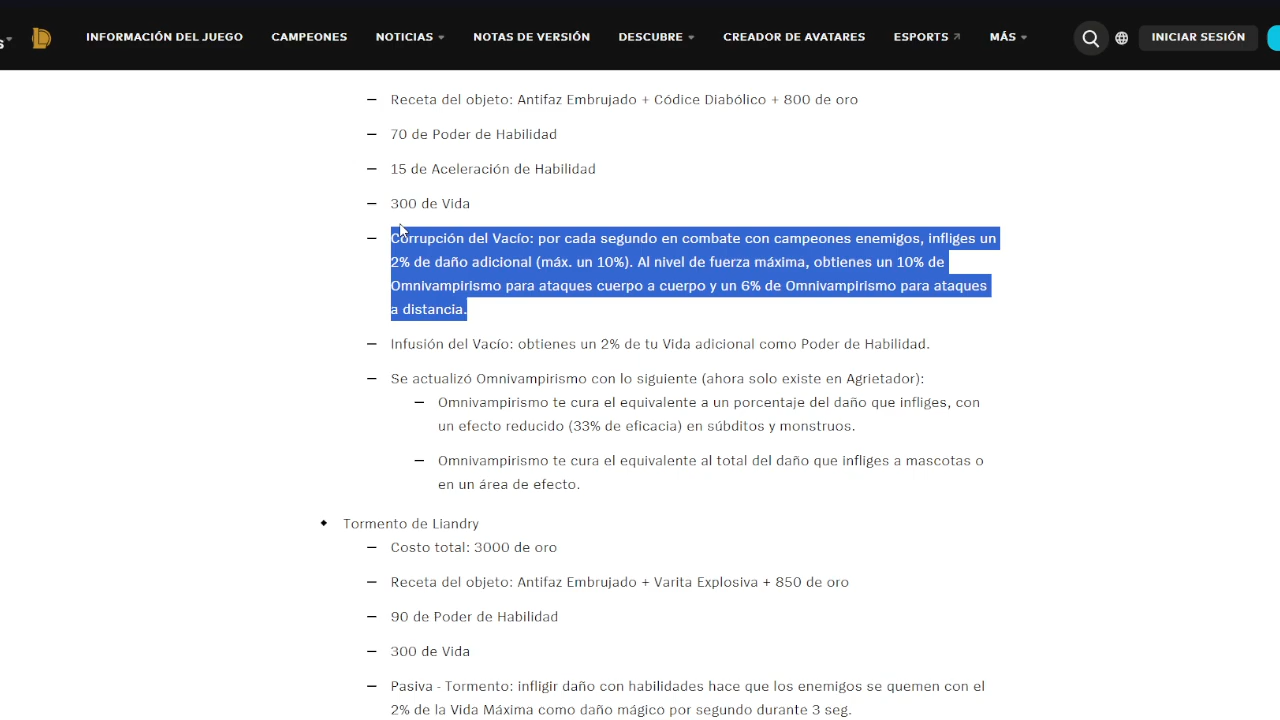 S
INFORMACIÓN DEL JUEGO CAMPEONES NOTICIAS NOTAS DE VERSIÓN DESCUBRE CREADOR DE AVATARES ESPORTS MÁS INICIAR SESIÓN
– Receta del objeto: Antifaz Embrujado + Códice Diabólico + 800 de oro
– 70 de Poder de Habilidad
– 15 de Aceleración de Habilidad
– 300 de Vida
– Corrupción del Vacío: por cada segundo en combate con campeones enemigos, infliges un
2% de daño adicional (máx. un 10%). Al nivel de fuerza máxima, obtienes un 10% de
Omnivampirismo para ataques cuerpo a cuerpo y un 6% de Omnivampirismo para ataques
a distancia.
– Infusión del Vacío: obtienes un 2% de tu Vida adicional como Poder de Habilidad.
– Se actualizó Omnivampirismo con lo siguiente (ahora solo existe en Agrietador):
– Omnivampirismo te cura el equivalente a un porcentaje del daño que infliges, con
un efecto reducido (33% de eficacia) en súbditos y monstruos.
– Omnivampirismo te cura el equivalente al total del daño que infliges a mascotas o
en un área de efecto.
◆ Tormento de Liandry
– Costo total: 3000 de oro
– Receta del objeto: Antifaz Embrujado + Varita Explosiva + 850 de oro
– 90 de Poder de Habilidad
– 300 de Vida
– Pasiva - Tormento: infligir daño con habilidades hace que los enemigos se quemen con el
2% de la Vida Máxima como daño mágico por segundo durante 3 seg.